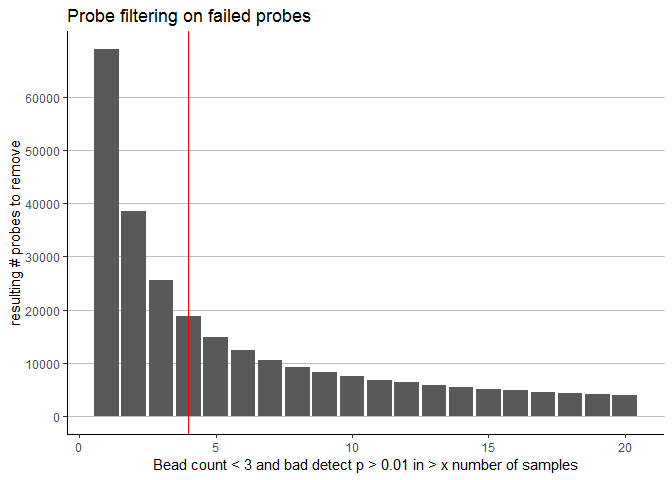 Probe filtering on failed probes
resulting # probes to remove
60000
50000
40000
30000
20000
10000
0
0 5 10 15 20
Bead count < 3 and bad detect p > 0.01 in > x number of samples